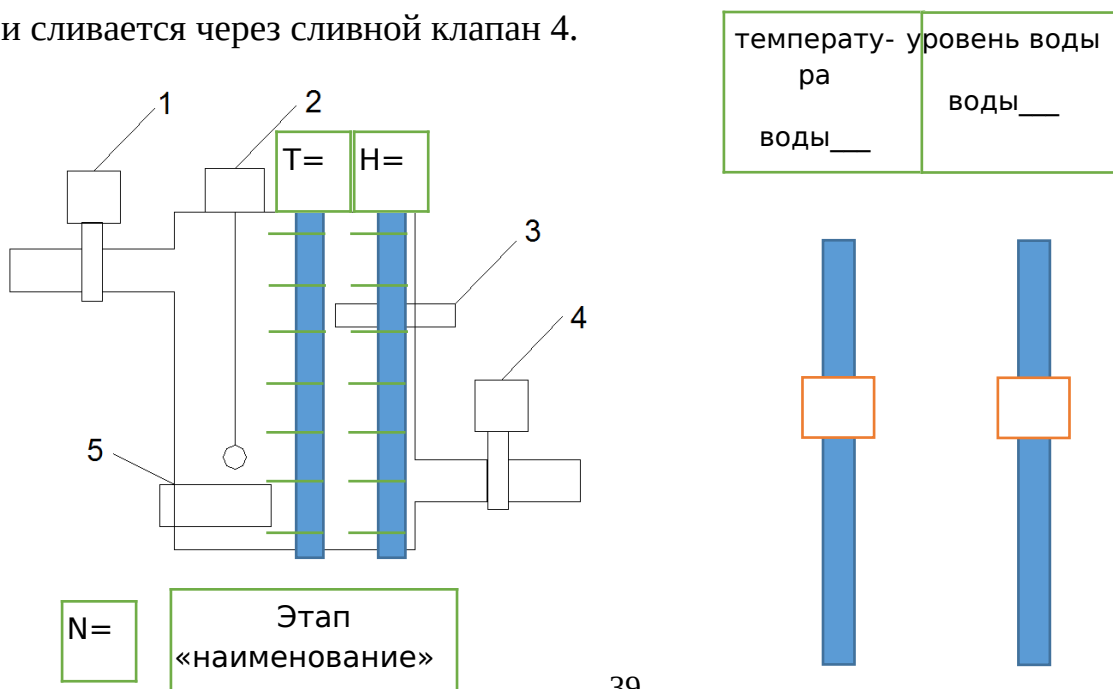 и сливается через сливной клапан 4.
температу-
ра
воды___
уровень воды
воды___
1
2
T=
H=
3
4
5
N=
Этап
«наименование»
39